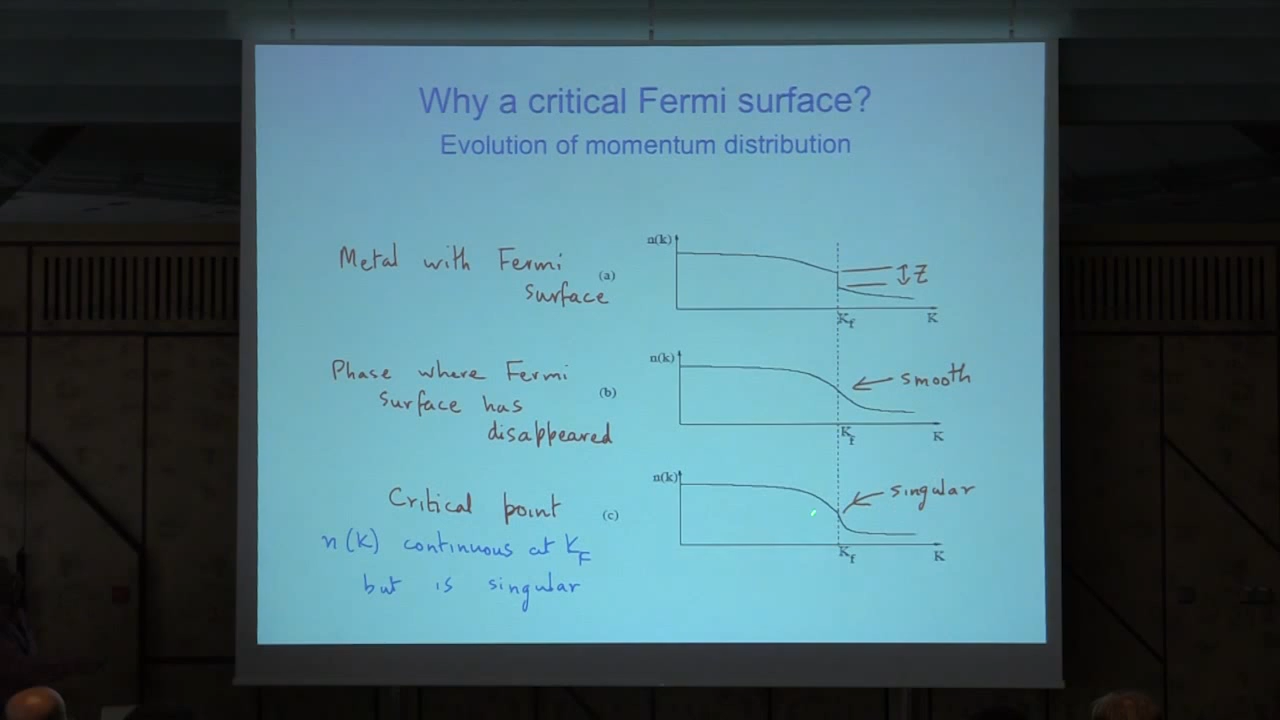 Why a critical Fermi surface?
Evolution of momentum distribution
Metal with Fermi
surface
(a)
n(k)
Z
K_f
K
Phase where Fermi
surface has
disappeared
(b)
n(k)
smooth
K_f
K
Critical point
(c)
n(k) continuous at K_F
but is singular
n(k)
singular
K_f
K